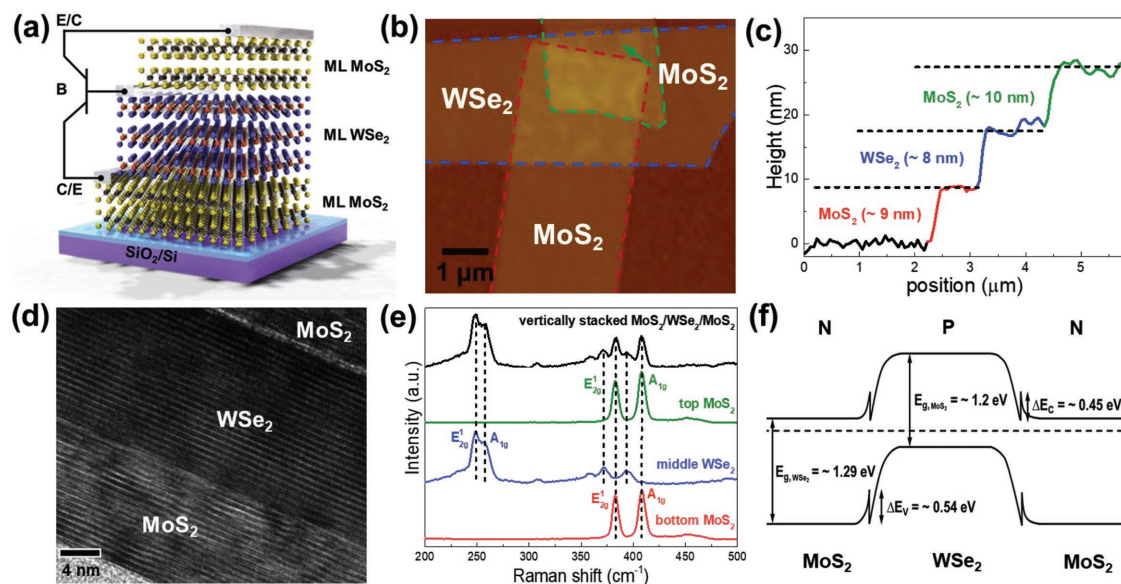 (a)
E/C
B
C/E
ML MoS₂
ML WSe₂
ML MoS₂
SiO₂/Si
(b)
WSe₂
MoS₂
MoS₂
1 μm
(c)
Height (nm)
30
20
10
0
MoS₂ (~ 10 nm)
WSe₂ (~ 8 nm)
MoS₂ (~ 9 nm)
0 1 2 3 4 5
position (μm)
(d)
MoS₂
WSe₂
MoS₂
4 nm
(e)
Intensity (a.u.)
vertically stacked MoS₂/WSe₂/MoS₂
E¹₂g A₁g
top MoS₂
E¹₂g A₁g
middle WSe₂
E¹₂g A₁g
bottom MoS₂
200 250 300 350 400 450 500
Raman shift (cm⁻¹)
(f)
N P N
E_g,MoS₂ = ~ 1.2 eV
ΔE_C = ~ 0.45 eV
E_g,WSe₂ = ~ 1.29 eV
ΔE_V = ~ 0.54 eV
MoS₂ WSe₂ MoS₂